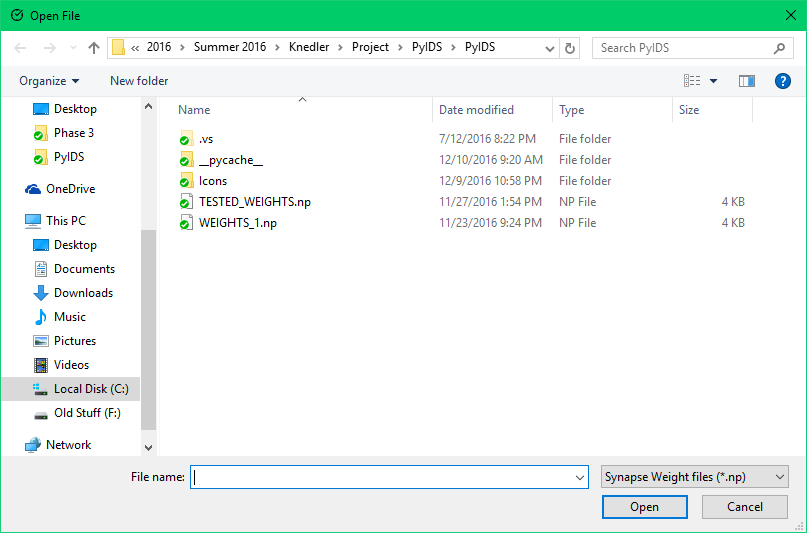 Open File
« 2016 > Summer 2016 > Knedler > Project > PyIDS > PyIDS
Search PyIDS
Organize
New folder
Desktop
Phase 3
PyIDS
OneDrive
This PC
Desktop
Documents
Downloads
Music
Pictures
Videos
Local Disk (C:)
Old Stuff (F:)
Network
Name Date modified Type Size
.vs 7/12/2016 8:22 PM File folder
__pycache__ 12/10/2016 9:20 AM File folder
Icons 12/9/2016 10:58 PM File folder
TESTED_WEIGHTS.np 11/27/2016 1:54 PM NP File 4 KB
WEIGHTS_1.np 11/23/2016 9:24 PM NP File 4 KB
File name:
Synapse Weight files (*.np)
Open
Cancel